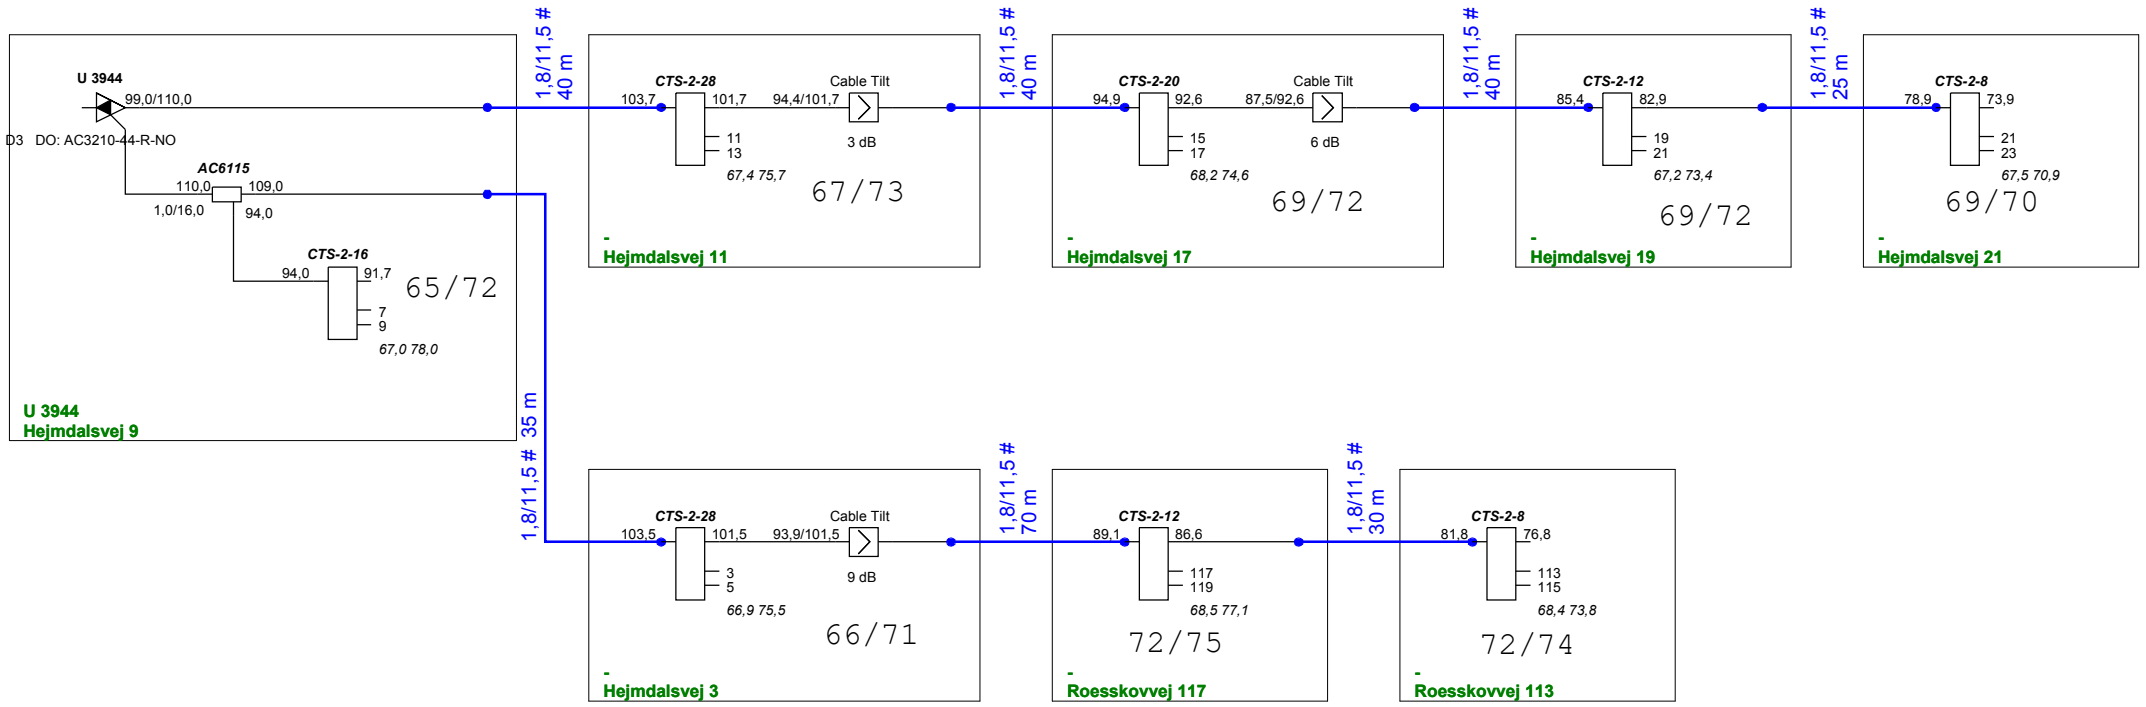 U 3944
99,0/110,0
D3 DO: AC3210-44-R-NO
AC6115
110,0
109,0
1,0/16,0
94,0
CTS-2-16
94,0
91,7
65/72
7
9
67,0 78,0
U 3944
Hejmdalsvej 9
1,8/11,5 #
40 m
CTS-2-28
103,7
101,7
11
13
67,4 75,7
Cable Tilt
94,4/101,7
3 dB
67/73
-
Hejmdalsvej 11
1,8/11,5 #
40 m
CTS-2-20
94,9
92,6
15
17
68,2 74,6
Cable Tilt
87,5/92,6
6 dB
69/72
-
Hejmdalsvej 17
1,8/11,5 #
40 m
CTS-2-12
85,4
82,9
19
21
67,2 73,4
69/72
-
Hejmdalsvej 19
1,8/11,5 #
25 m
CTS-2-8
78,9
73,9
21
23
67,5 70,9
69/70
-
Hejmdalsvej 21
1,8/11,5 # 35 m
CTS-2-28
103,5
101,5
3
5
66,9 75,5
Cable Tilt
93,9/101,5
9 dB
66/71
-
Hejmdalsvej 3
1,8/11,5 #
70 m
CTS-2-12
89,1
86,6
117
119
68,5 77,1
72/75
-
Roesskovvej 117
1,8/11,5 #
30 m
CTS-2-8
81,8
76,8
113
115
68,4 73,8
72/74
-
Roesskovvej 113